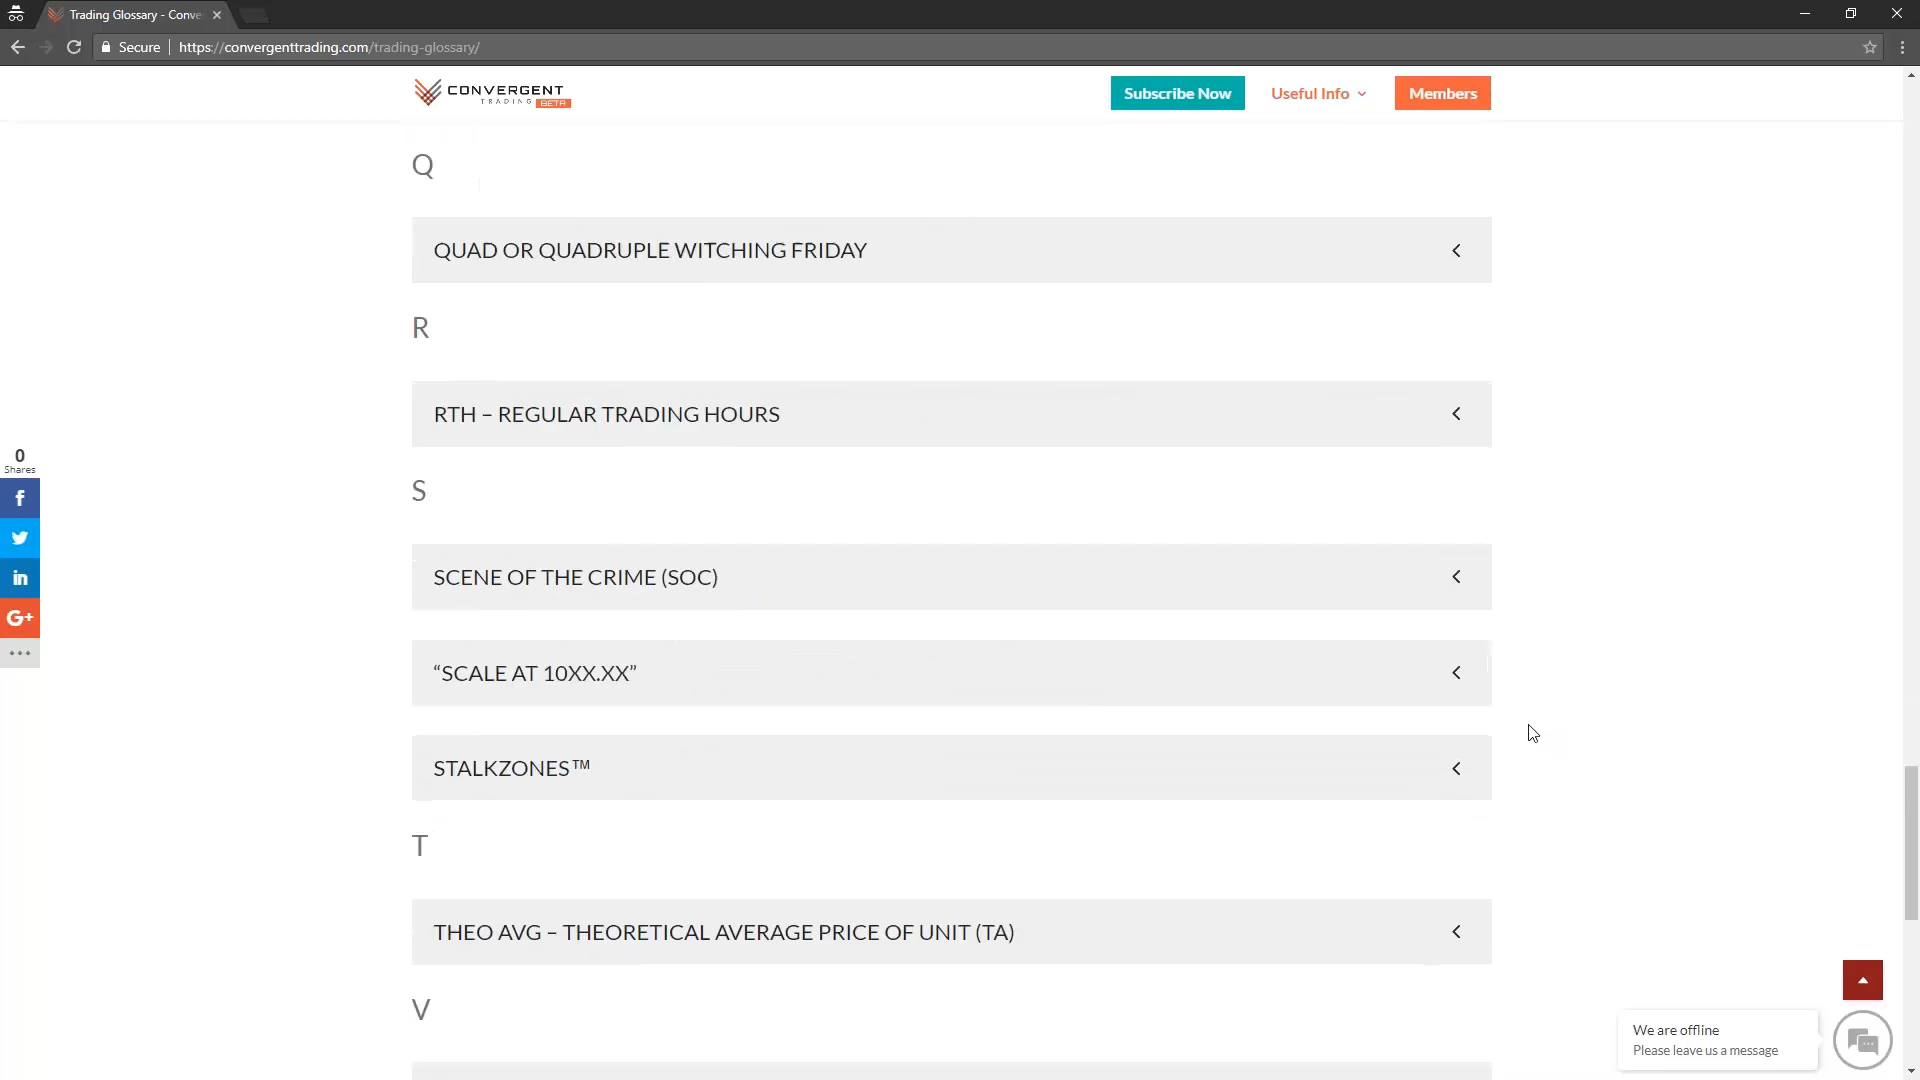 Trading Glossary - Conve
Secure
https://convergenttrading.com/trading-glossary/
CONVERGENT
TRADING BETA
Subscribe Now
Useful Info
Members
Q
QUAD OR QUADRUPLE WITCHING FRIDAY
R
RTH – REGULAR TRADING HOURS
S
SCENE OF THE CRIME (SOC)
“SCALE AT 10XX.XX”
STALKZONES™
T
THEO AVG – THEORETICAL AVERAGE PRICE OF UNIT (TA)
V
0
Shares
f
in
G+
We are offline
Please leave us a message